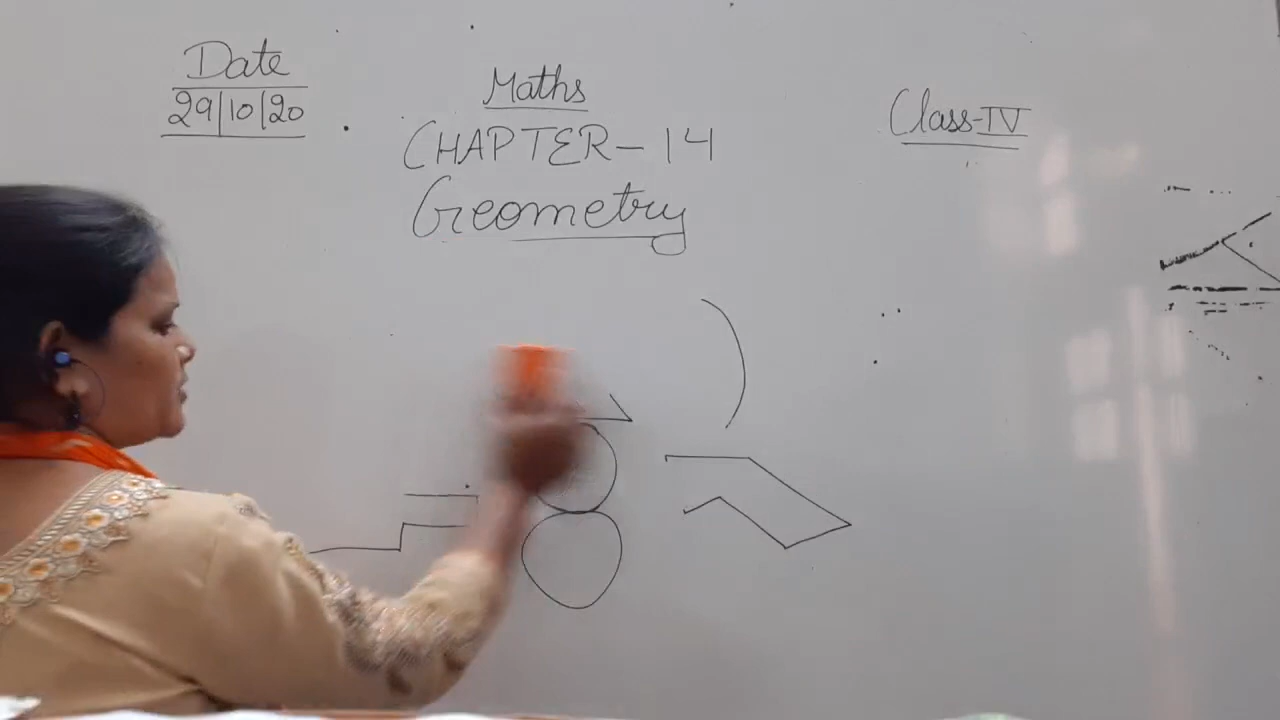 Date
29/10/20
Maths
CHAPTER-14
Geometry
Class-IV